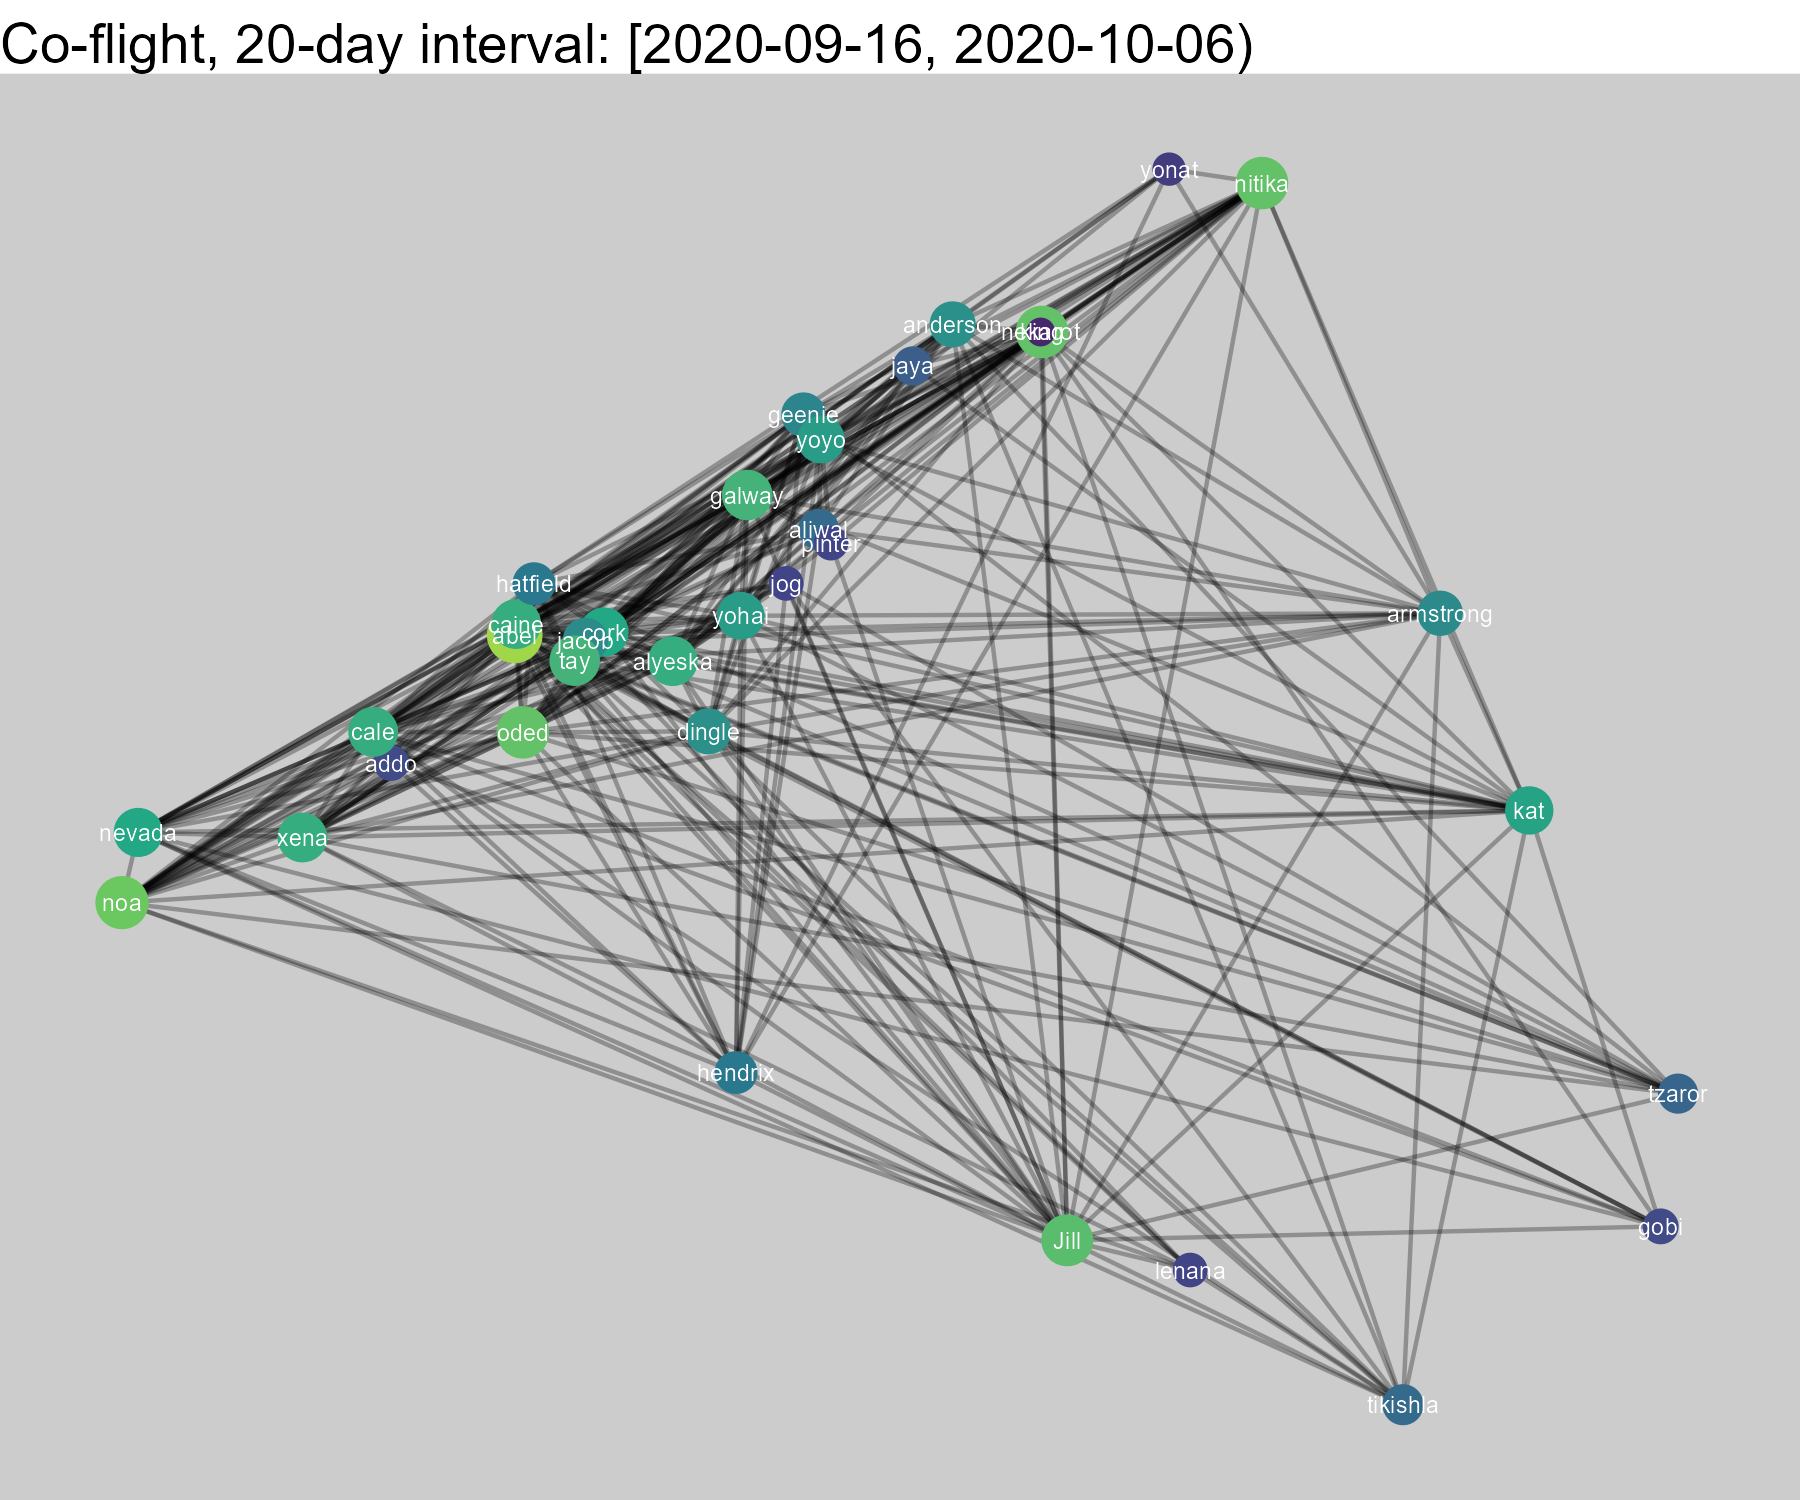 Co-flight, 20-day interval: [2020-09-16, 2020-10-06)
yonat
nitika
anderson
king
jaya
geenie
yoyo
galway
aliwal
pinter
hatfield
jog
caine
abel
jacob
cork
yohai
armstrong
tay
alyeska
cale
oded
dingle
addo
kat
nevada
xena
noa
hendrix
tzaror
gobi
Jill
lenana
tikishla